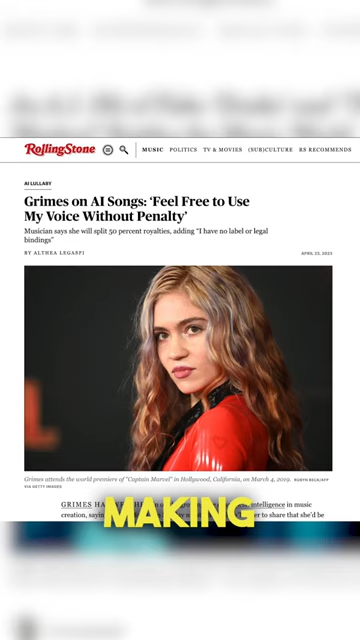 RollingStone
MUSIC POLITICS TV & MOVIES (SUB)CULTURE RS RECOMMENDS
AI LULLABY
Grimes on AI Songs: ‘Feel Free to Use
My Voice Without Penalty’
Musician says she will split 50 percent royalties, adding “I have no label or legal
bindings”
BY ALTHEA LEGASPI
APRIL 23, 2023
Grimes attends the world premiere of "Captain Marvel" in Hollywood, California, on March 4, 2019. ROBYN BECK/AFP
VIA GETTY IMAGES
GRIMES intelligence in music
MAKING
creation, to share that she’d be